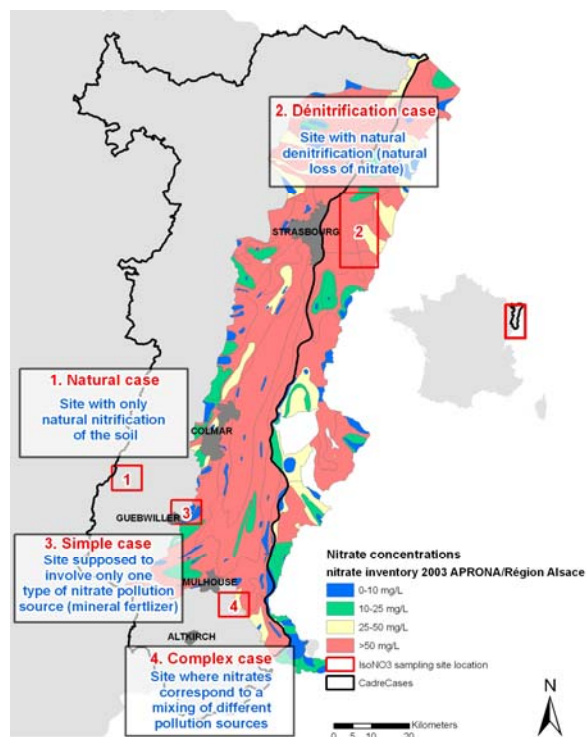 2. Dénitrification case
Site with natural
denitrification (natural
loss of nitrate)
STRASBOURG
2
1. Natural case
Site with only
natural nitrification
of the soil
COLMAR
1
3
GUEBWILLER
3. Simple case
Site supposed to
involve only one
type of nitrate pollution
source (mineral fertlizer)
MULHOUSE
4
ALTKIRCH
4. Complex case
Site where nitrates
correspond to a
mixing of different
pollution sources
Nitrate concentrations
nitrate inventory 2003 APRONA/Région Alsace
0-10 mg/L
10-25 mg/L
25-50 mg/L
>50 mg/L
IsoNO3 sampling site location
CadreCases
Kilometers
0 5 10 20
N